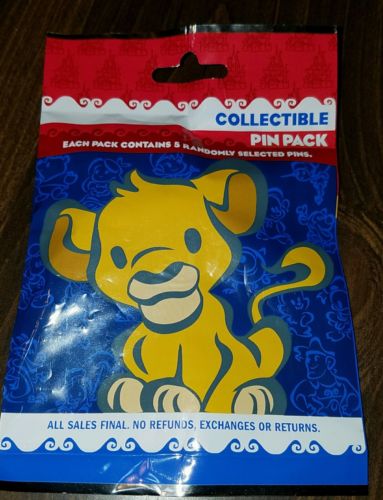 COLLECTIBLE
PIN PACK
EACH PACK CONTAINS 5 RANDOMLY SELECTED PINS.
ALL SALES FINAL. NO REFUNDS, EXCHANGES OR RETURNS.